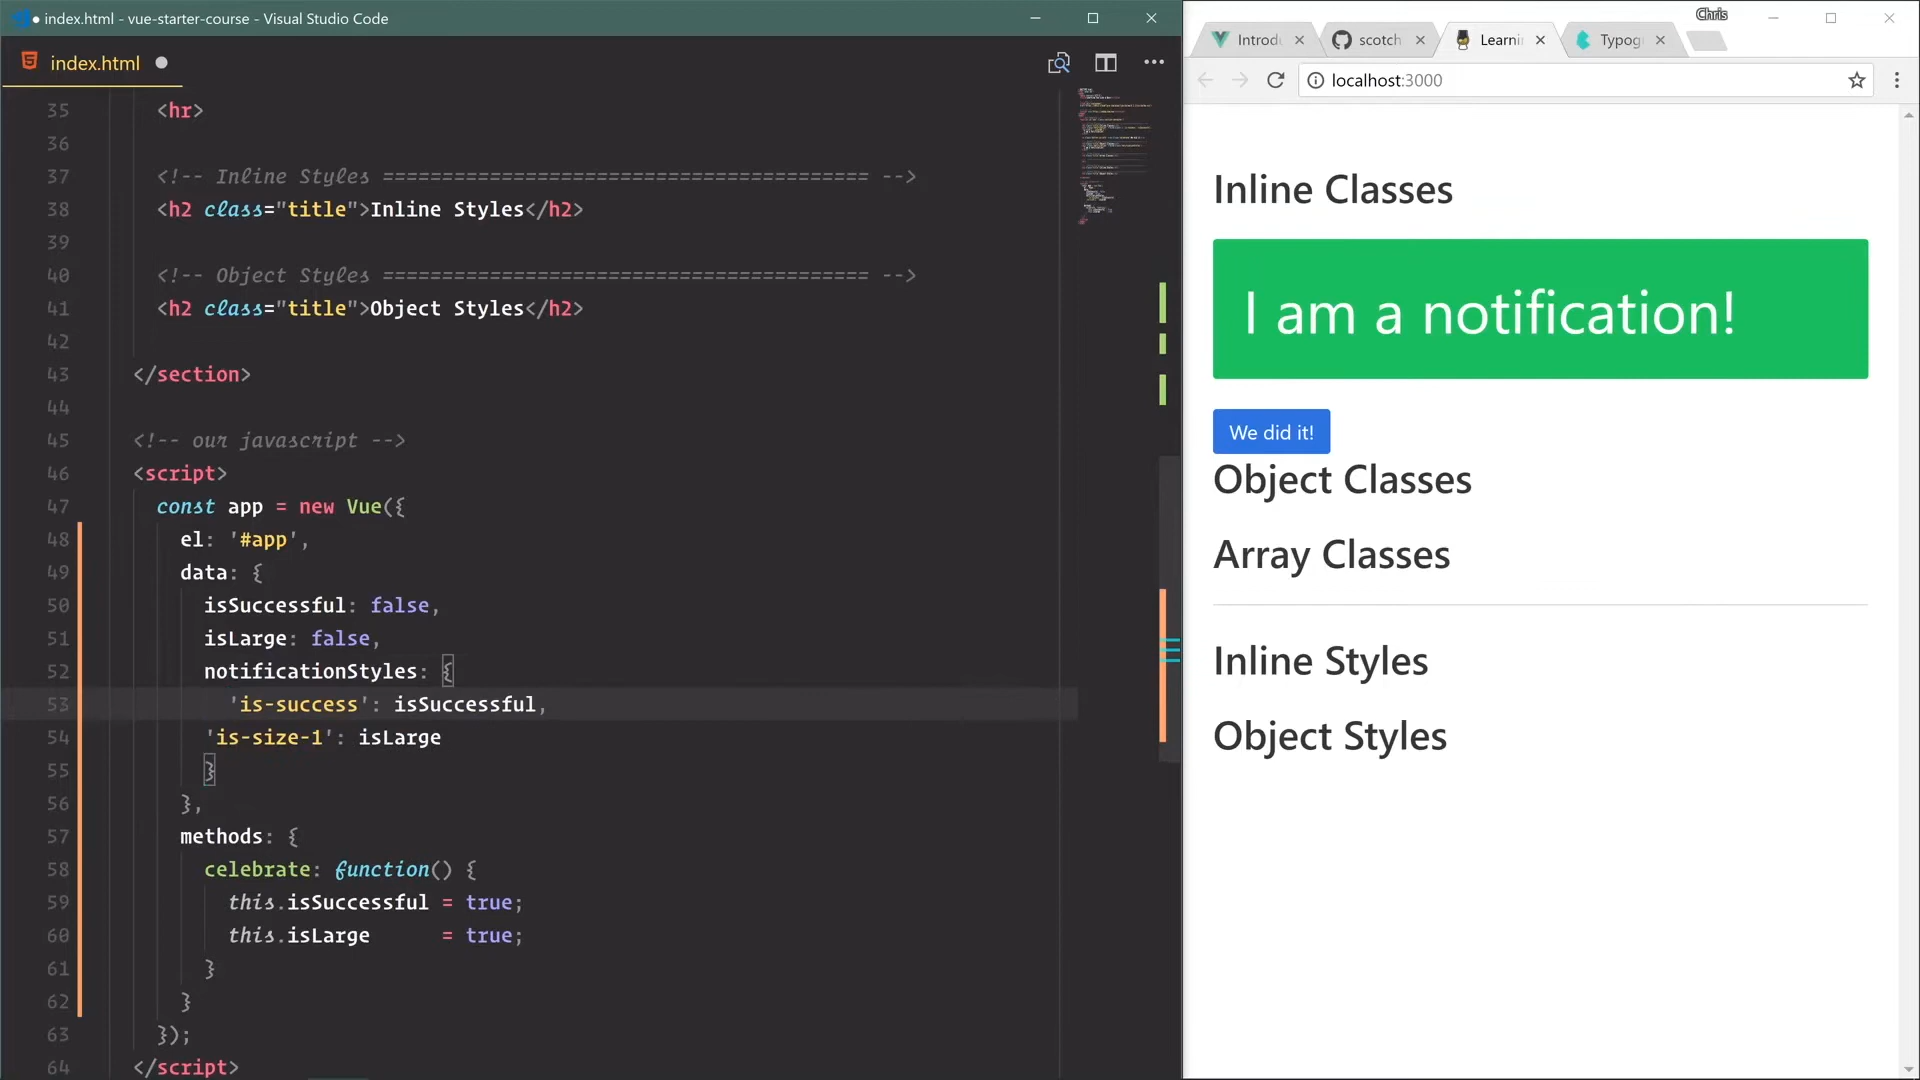 index.html - vue-starter-course - Visual Studio Code
index.html
35 <hr>
36
37 <!-- Inline Styles ========================================= -->
38 <h2 class="title">Inline Styles</h2>
39
40 <!-- Object Styles ========================================= -->
41 <h2 class="title">Object Styles</h2>
42
43 </section>
44
45 <!-- our javascript -->
46 <script>
47 const app = new Vue({
48 el: '#app',
49 data: {
50 isSuccessful: false,
51 isLarge: false,
52 notificationStyles: {
53 'is-success': isSuccessful,
54 'is-size-1': isLarge
55 }
56 },
57 methods: {
58 celebrate: function() {
59 this.isSuccessful = true;
60 this.isLarge      = true;
61 }
62 }
63 });
64 </script>
Chris
Introd
scotch
Learni
Typog
localhost:3000
Inline Classes
I am a notification!
We did it!
Object Classes
Array Classes
Inline Styles
Object Styles